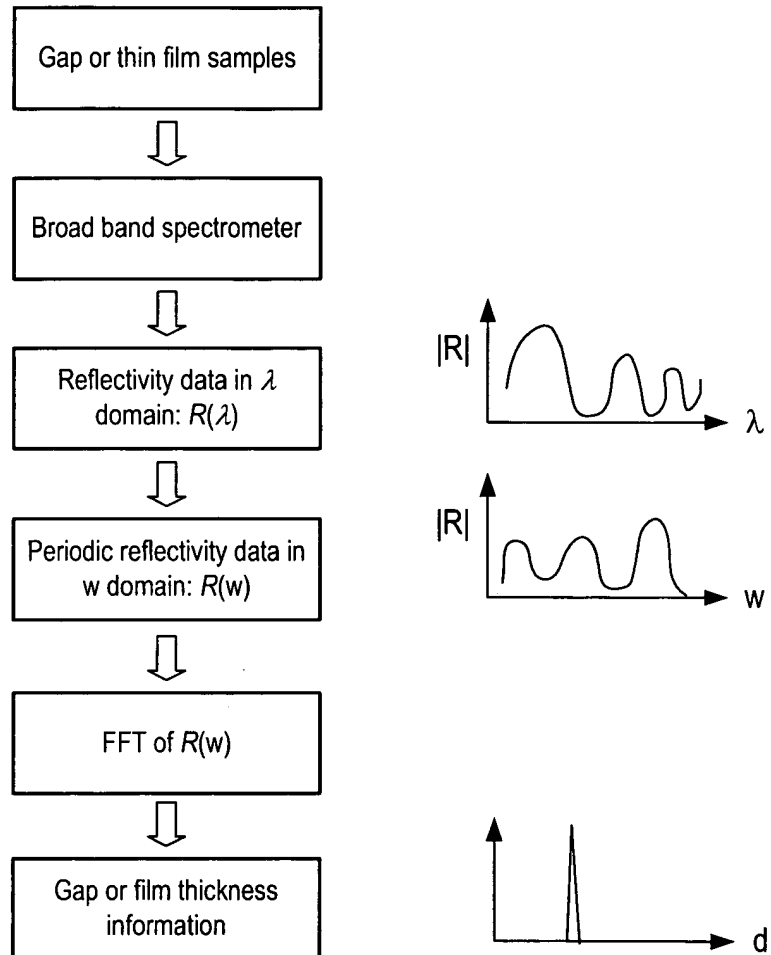 Gap or thin film samples
Broad band spectrometer
Reflectivity data in λ
domain: R(λ)
|R|
λ
Periodic reflectivity data in
w domain: R(w)
|R|
w
FFT of R(w)
Gap or film thickness
information
d